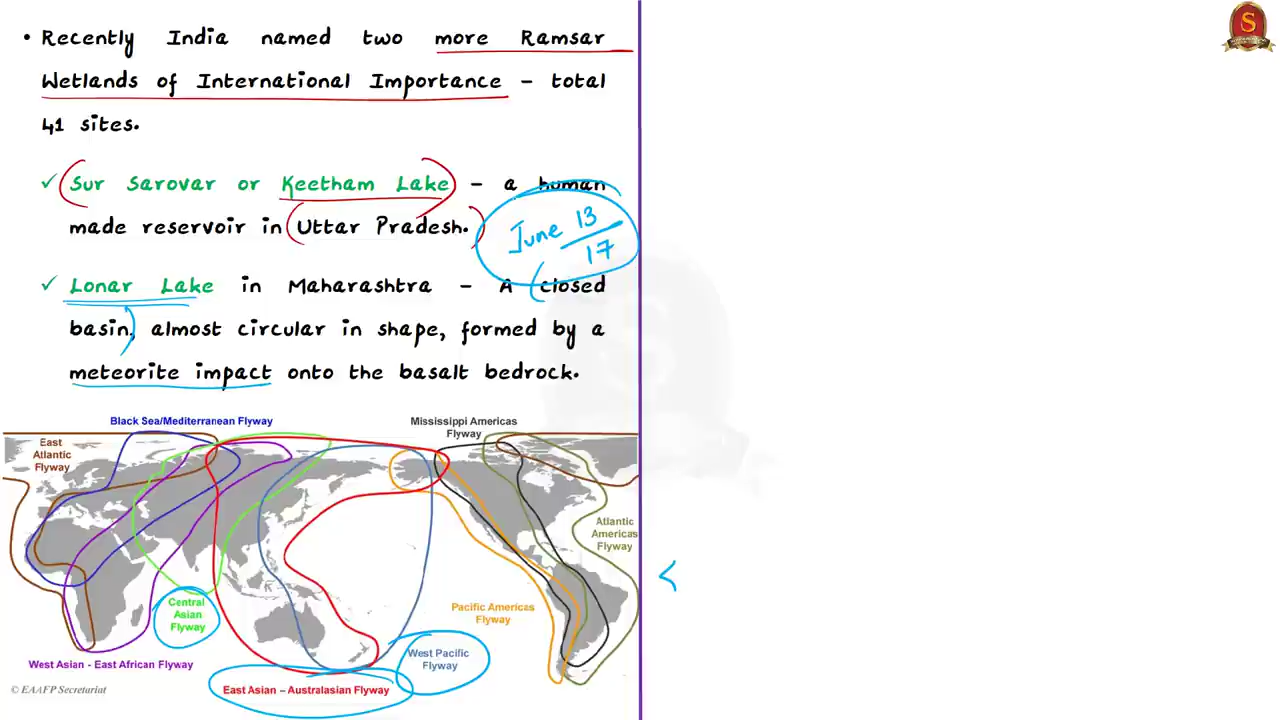 • Recently India named two more Ramsar
Wetlands of International Importance – total
41 sites.
✓ Sur Sarovar or Keetham Lake – a human
made reservoir in Uttar Pradesh.
June 13/17
✓ Lonar Lake in Maharashtra – A closed
basin, almost circular in shape, formed by a
meteorite impact onto the basalt bedrock.
Black Sea/Mediterranean Flyway
Mississippi Americas
Flyway
East
Atlantic
Flyway
Atlantic
Americas
Flyway
Central
Asian
Flyway
Pacific Americas
Flyway
West Pacific
Flyway
West Asian - East African Flyway
East Asian – Australasian Flyway
© EAAFP Secretariat
S